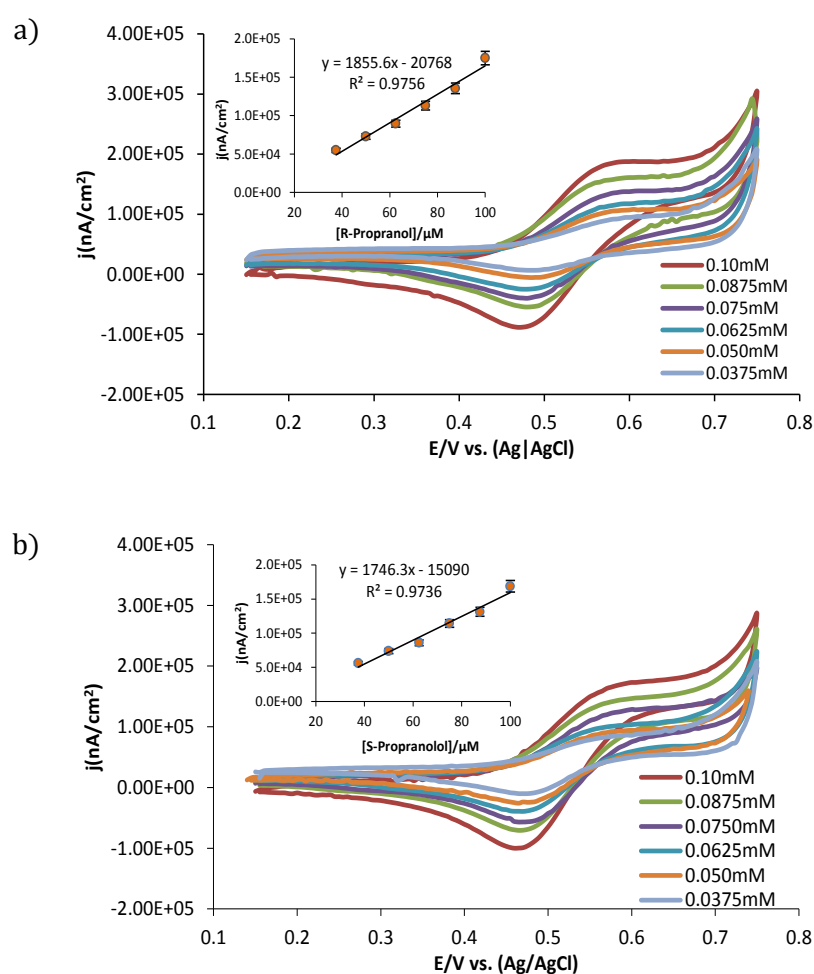 a)
4.00E+05
3.00E+05
2.00E+05
1.00E+05
0.00E+00
-1.00E+05
-2.00E+05
j(nA/cm²)
0.1 0.2 0.3 0.4 0.5 0.6 0.7 0.8
E/V vs. (Ag|AgCl)
2.0E+05
1.5E+05
1.0E+05
5.0E+04
0.0E+00
j(nA/cm²)
y = 1855.6x - 20768
R² = 0.9756
20 40 60 80 100
[R-Propranol]/µM
0.10mM
0.0875mM
0.075mM
0.0625mM
0.050mM
0.0375mM
b)
4.00E+05
3.00E+05
2.00E+05
1.00E+05
0.00E+00
-1.00E+05
-2.00E+05
j(nA/cm²)
0.1 0.2 0.3 0.4 0.5 0.6 0.7 0.8
E/V vs. (Ag/AgCl)
2.0E+05
1.5E+05
1.0E+05
5.0E+04
0.0E+00
j(nA/cm²)
y = 1746.3x - 15090
R² = 0.9736
20 40 60 80 100
[S-Propranolol]/µM
0.10mM
0.0875mM
0.0750mM
0.0625mM
0.050mM
0.0375mM